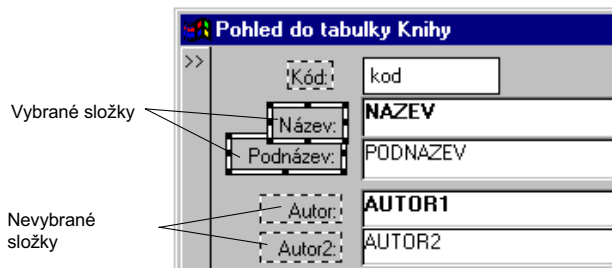 Pohled do tabulky Knihy
>>
Kód: kod
Vybrané složky
Název: NAZEV
Podnázev: PODNAZEV
Autor: AUTOR1
Nevybrané
složky
Autor2: AUTOR2